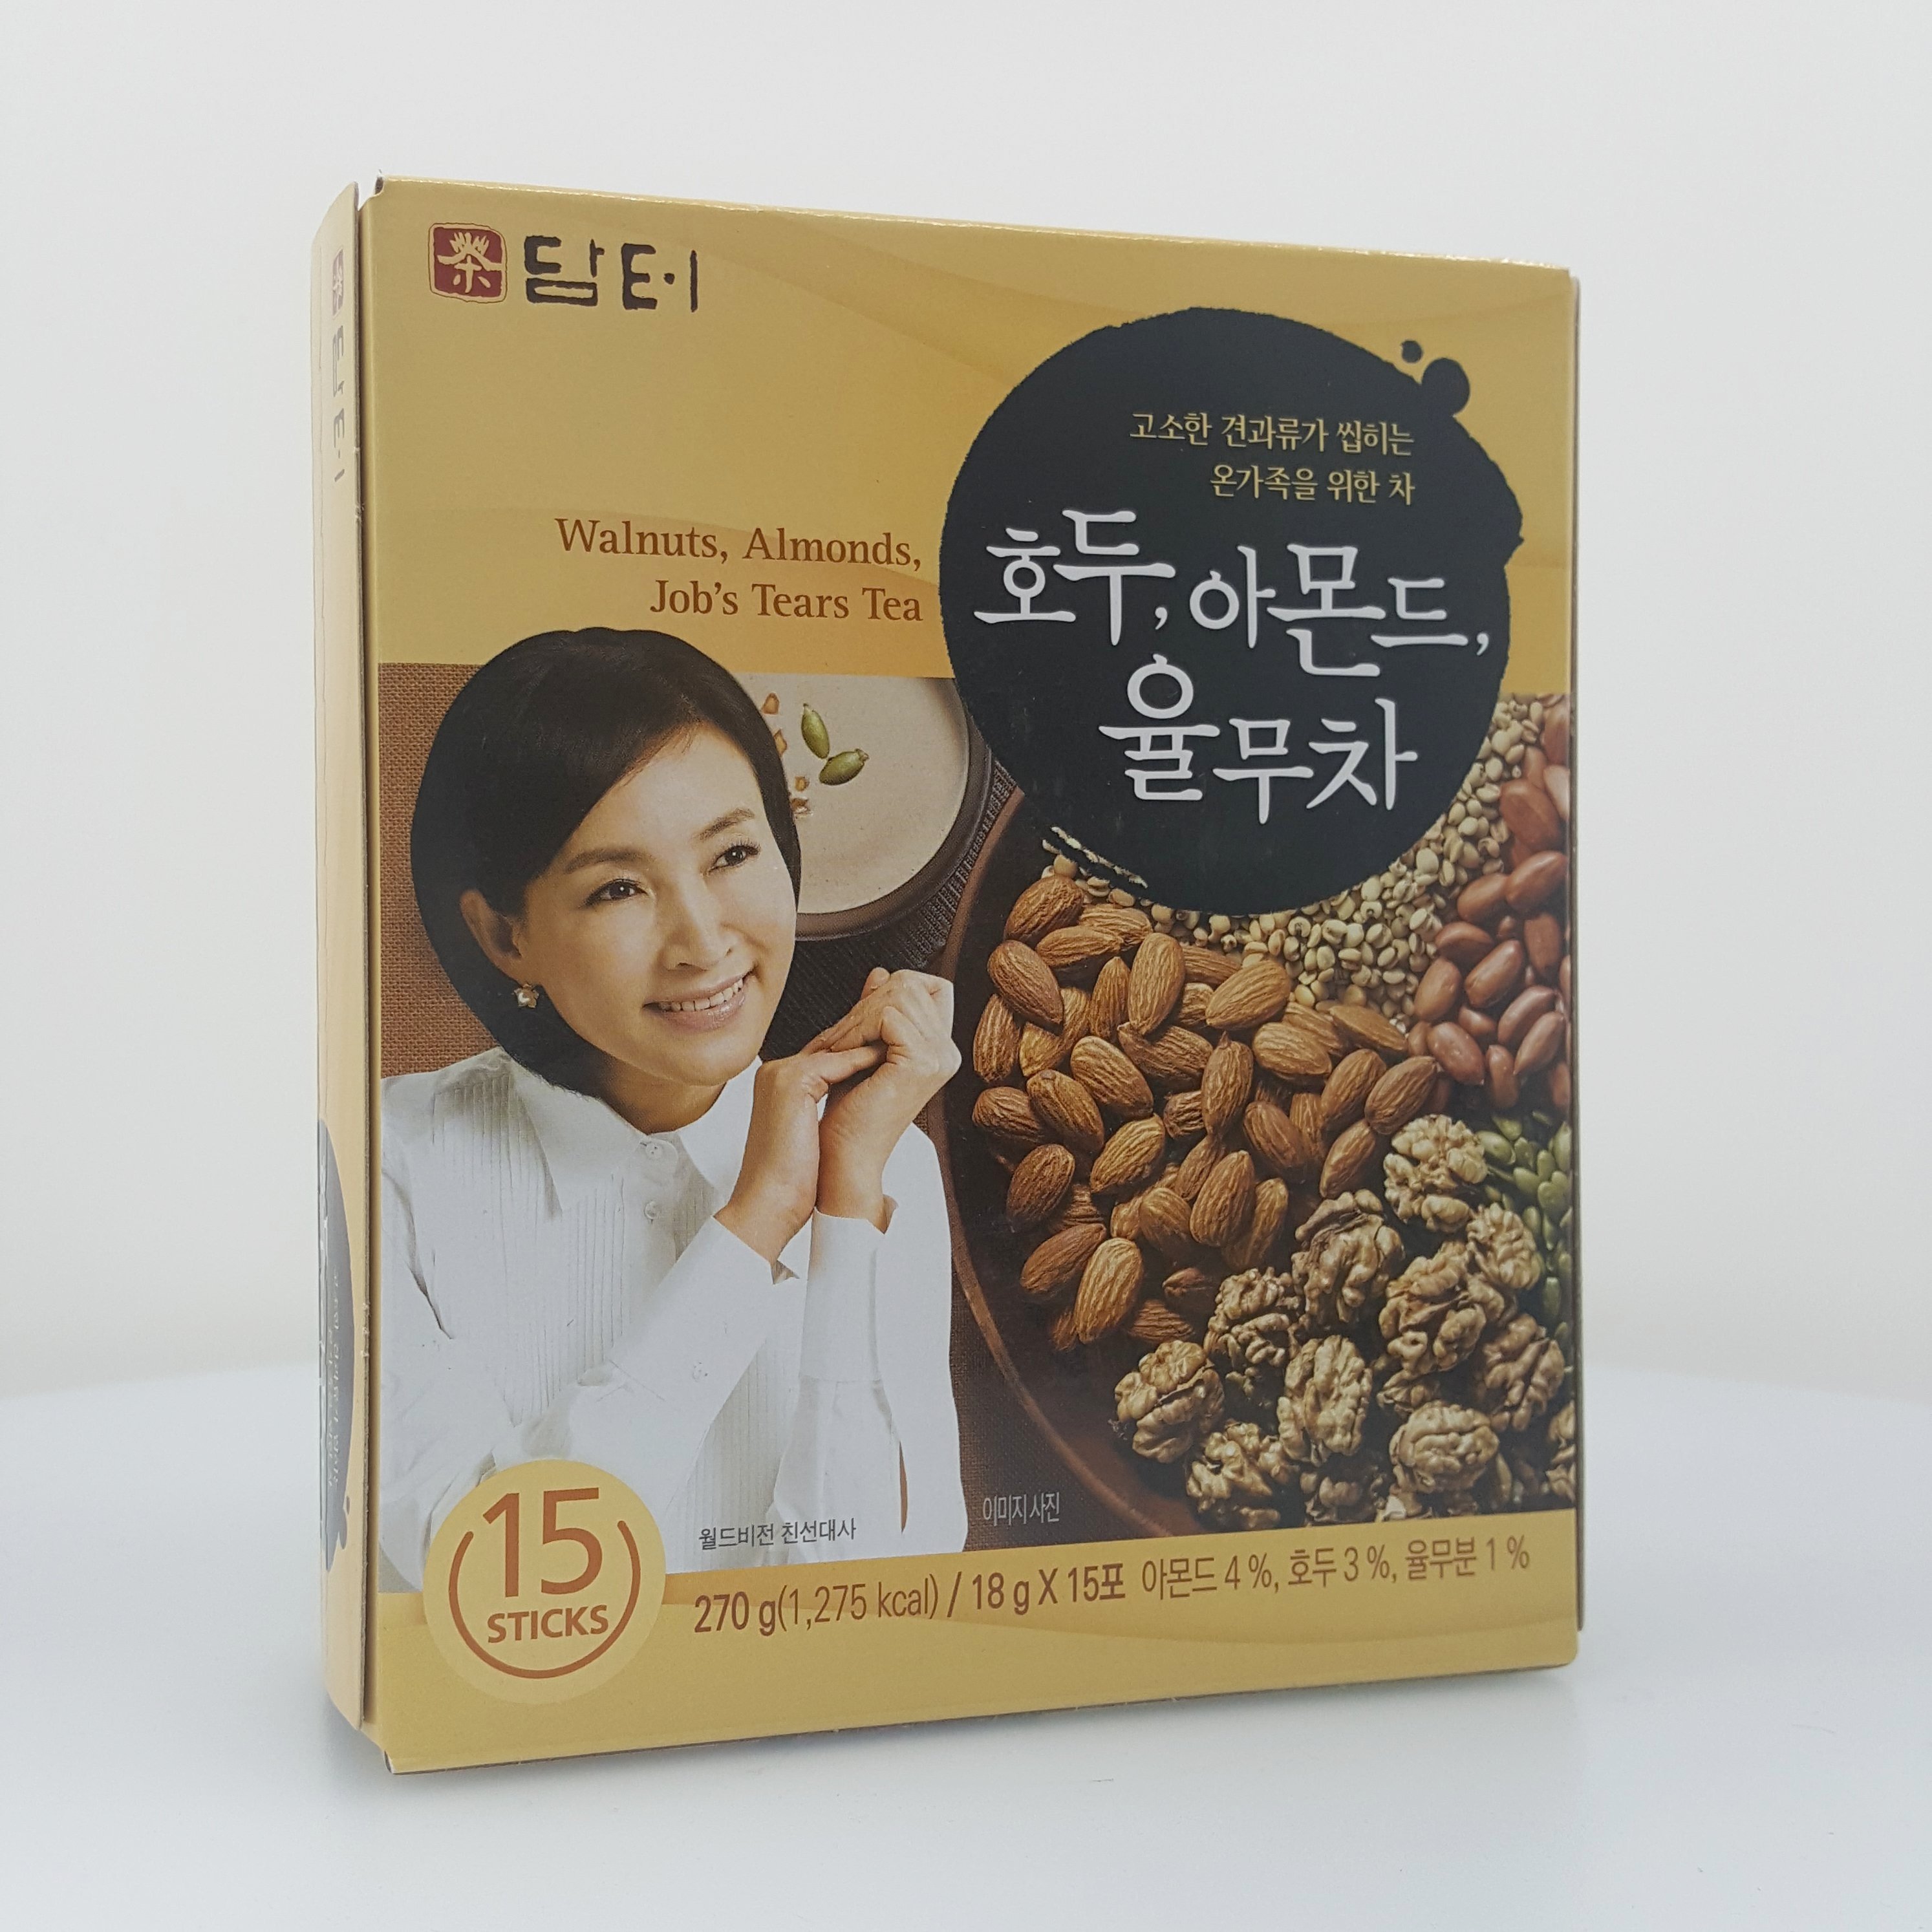 茶 담터
고소한 견과류가 씹히는
온가족을 위한 차
Walnuts, Almonds,
Job's Tears Tea
호두, 아몬드,
율무차
이미지 사진
월드비전 친선대사
15
STICKS
270 g(1,275 kcal) / 18 g X 15포 아몬드 4 %, 호두 3 %, 율무분 1 %
茶 담터